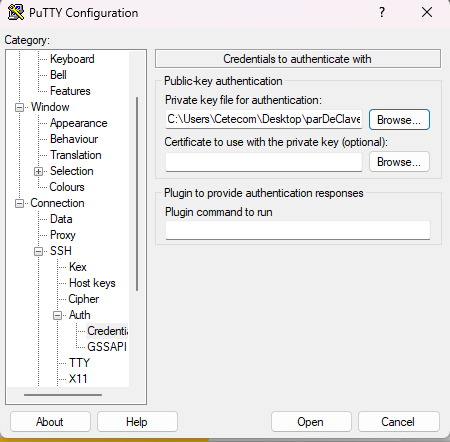 PuTTY Configuration
?
Category:
Keyboard
Bell
Features
Window
Appearance
Behaviour
Translation
Selection
Colours
Connection
Data
Proxy
SSH
Kex
Host keys
Cipher
Auth
Credentia
GSSAPI
TTY
X11
Credentials to authenticate with
Public-key authentication
Private key file for authentication:
C:\Users\Cetecom\Desktop\parDeClave Browse...
Certificate to use with the private key (optional):
Browse...
Plugin to provide authentication responses
Plugin command to run
About Help Open Cancel